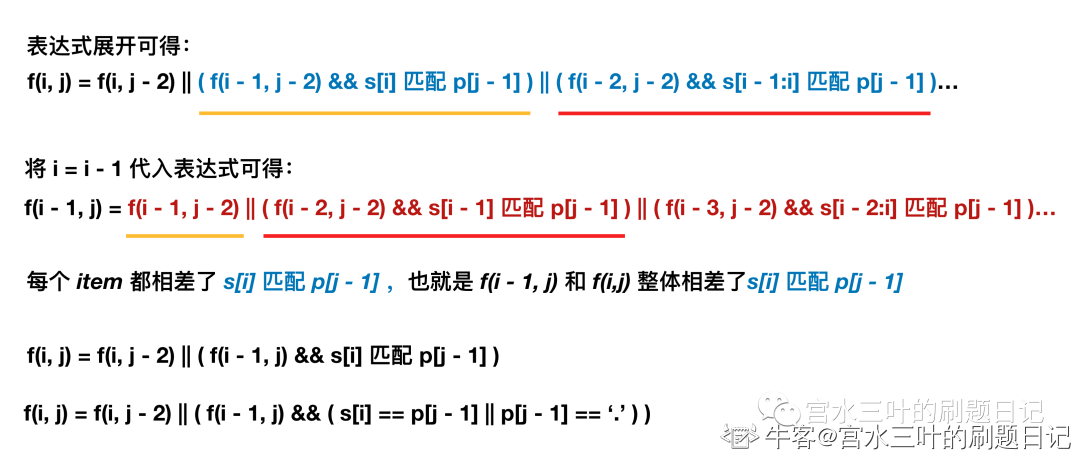 表达式展开可得：
f(i, j) = f(i, j - 2) || ( f(i - 1, j - 2) && s[i] 匹配 p[j - 1] ) || ( f(i - 2, j - 2) && s[i - 1:i] 匹配 p[j - 1] )...
将 i = i - 1 代入表达式可得：
f(i - 1, j) = f(i - 1, j - 2) || ( f(i - 2, j - 2) && s[i - 1] 匹配 p[j - 1] ) || ( f(i - 3, j - 2) && s[i - 2:i] 匹配 p[j - 1] )...
每个 item 都相差了 s[i] 匹配 p[j - 1] ，也就是 f(i - 1, j) 和 f(i,j) 整体相差了s[i] 匹配 p[j - 1]
f(i, j) = f(i, j - 2) || ( f(i - 1, j) && s[i] 匹配 p[j - 1] )
f(i, j) = f(i, j - 2) || ( f(i - 1, j) && ( s[i] == p[j - 1] || p[j - 1] == ‘.’ ) )
宫水三叶的刷题日记
牛客@宫水三叶的刷题日记